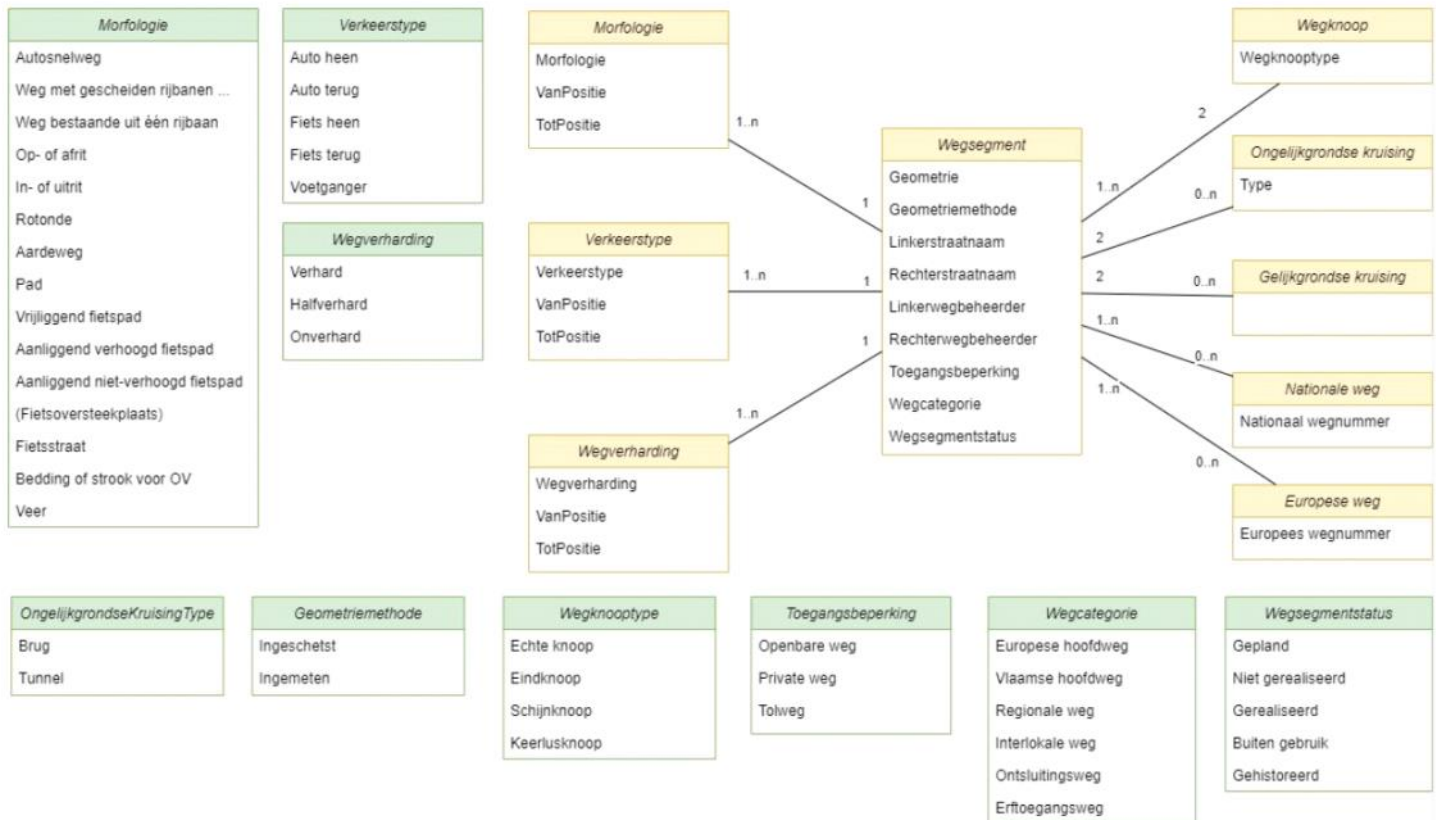 Morfologie
Autosnelweg
Weg met gescheiden rijbanen ...
Weg bestaande uit één rijbaan
Op- of afrit
In- of uitrit
Rotonde
Aardeweg
Pad
Vrijliggend fietspad
Aanliggend verhoogd fietspad
Aanliggend niet-verhoogd fietspad
(Fietsoversteekplaats)
Fietsstraat
Bedding of strook voor OV
Veer
Verkeerstype
Auto heen
Auto terug
Fiets heen
Fiets terug
Voetganger
Wegverharding
Verhard
Halfverhard
Onverhard
Morfologie
Morfologie
VanPositie
TotPositie
1..n
1
Verkeerstype
Verkeerstype
VanPositie
TotPositie
1..n
1
Wegverharding
Wegverharding
VanPositie
TotPositie
1..n
1
Wegsegment
Geometrie
Geometriemethode
Linkerstraatnaam
Rechterstraatnaam
Linkerwegbeheerder
Rechterwegbeheerder
Toegangsbeperking
Wegcategorie
Wegsegmentstatus
1..n
2
Wegknoop
Wegknooptype
2
0..n
Ongelijkgrondse kruising
Type
2
0..n
Gelijkgrondse kruising
1..n
0..n
Nationale weg
Nationaal wegnummer
1..n
0..n
Europese weg
Europees wegnummer
OngelijkgrondseKruisingType
Brug
Tunnel
Geometriemethode
Ingeschetst
Ingemeten
Wegknooptype
Echte knoop
Eindknoop
Schijnknoop
Keerlusknoop
Toegangsbeperking
Openbare weg
Private weg
Tolweg
Wegcategorie
Europese hoofdweg
Vlaamse hoofdweg
Regionale weg
Interlokale weg
Ontsluitingsweg
Erftoegangsweg
Wegsegmentstatus
Gepland
Niet gerealiseerd
Gerealiseerd
Buiten gebruik
Gehistoreerd